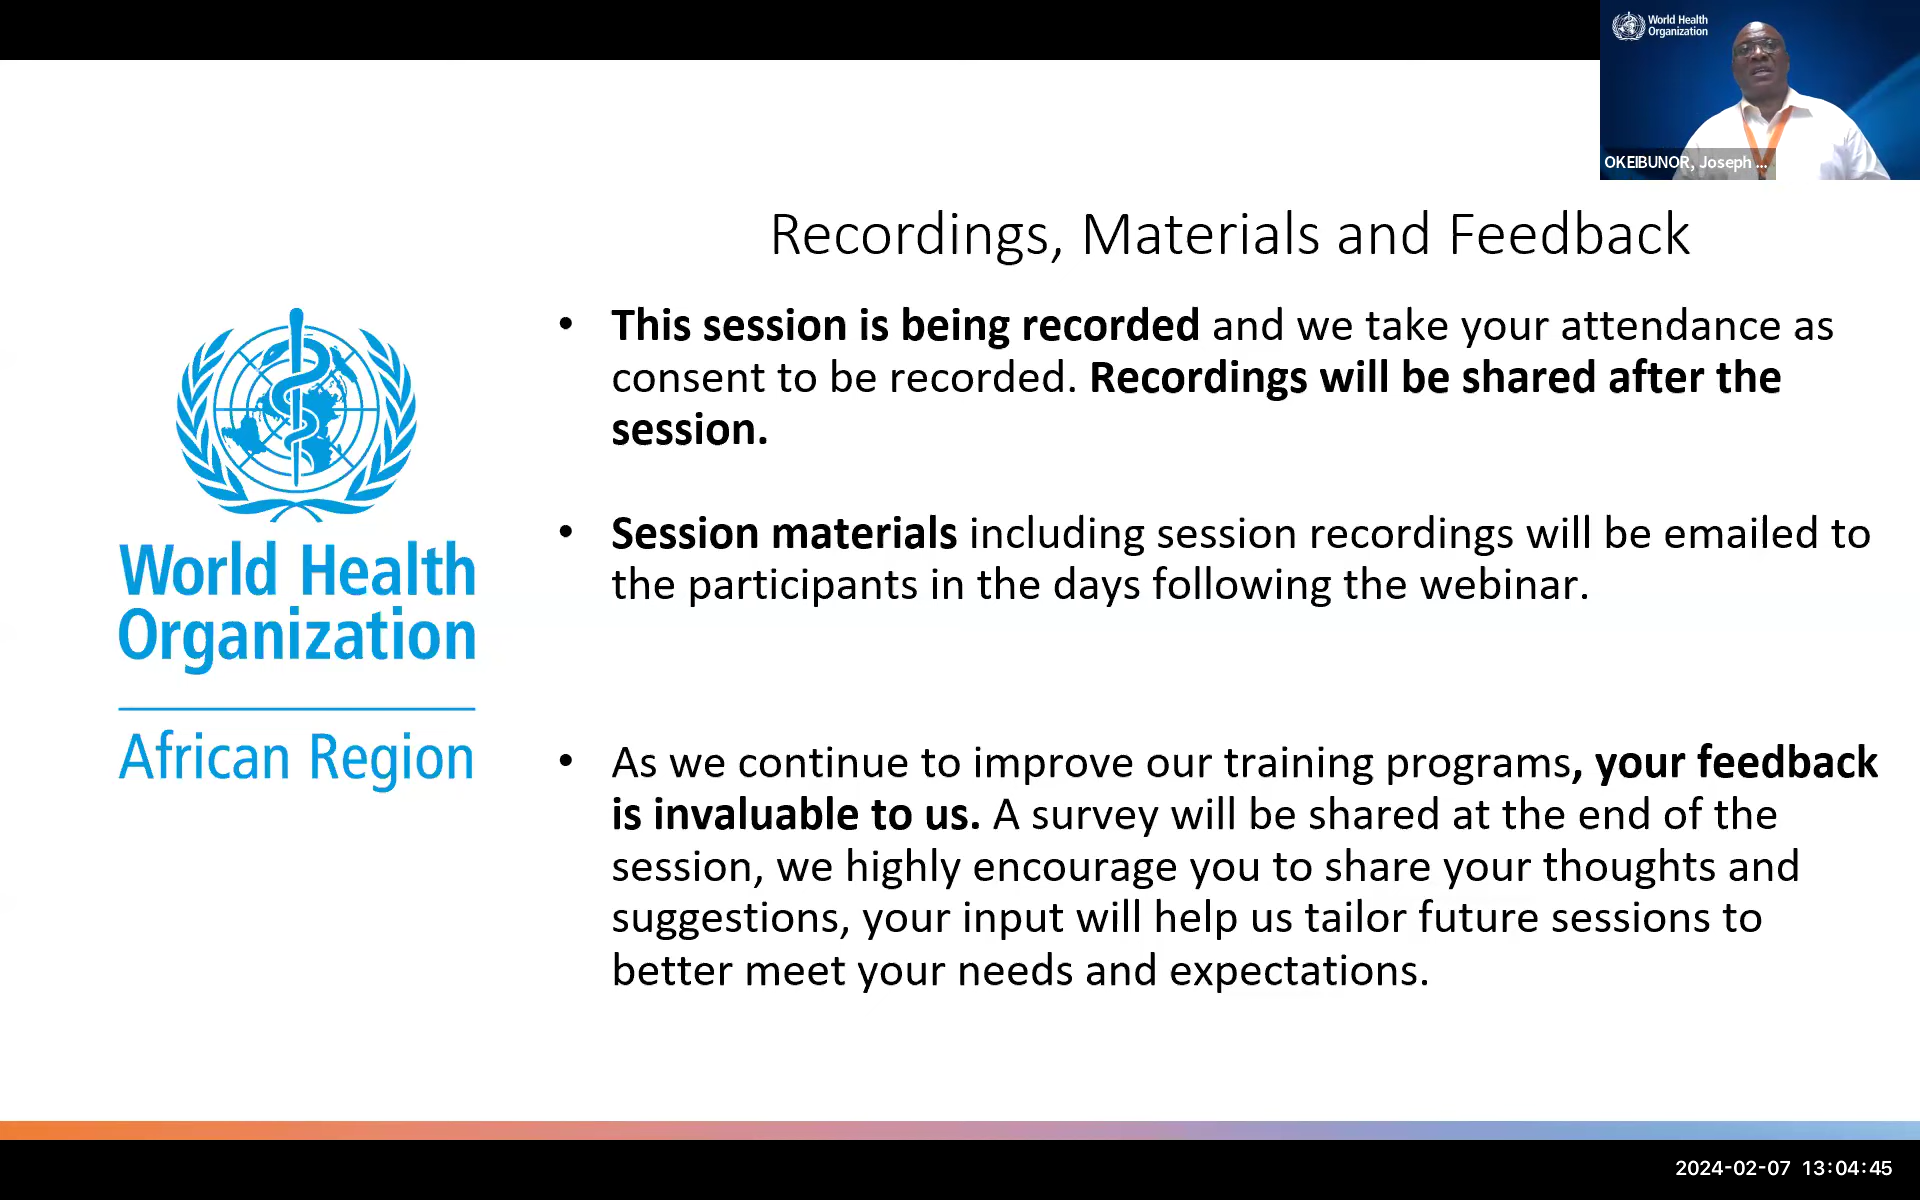 World Health
Organization
OKEIBUNOR, Joseph ...
Recordings, Materials and Feedback
• This session is being recorded and we take your attendance as
consent to be recorded. Recordings will be shared after the
session.
• Session materials including session recordings will be emailed to
the participants in the days following the webinar.
• As we continue to improve our training programs, your feedback
is invaluable to us. A survey will be shared at the end of the
session, we highly encourage you to share your thoughts and
suggestions, your input will help us tailor future sessions to
better meet your needs and expectations.
World Health
Organization
African Region
2024-02-07 13:04:45